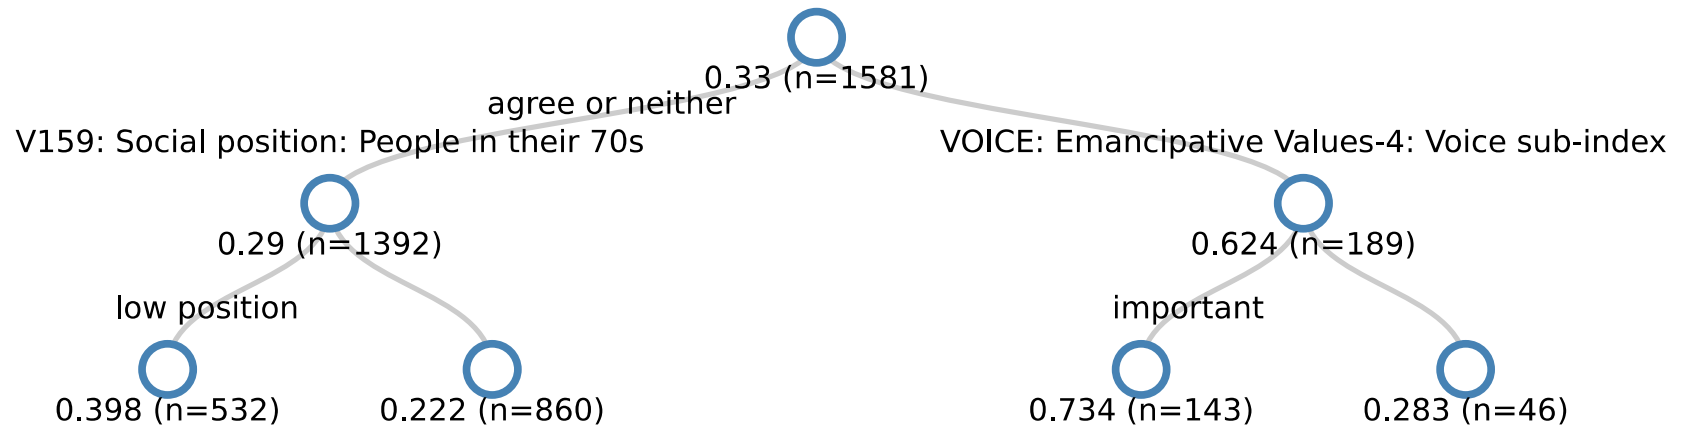 0.33 (n=1581)
agree or neither
V159: Social position: People in their 70s
VOICE: Emancipative Values-4: Voice sub-index
0.29 (n=1392)
0.624 (n=189)
low position
important
0.398 (n=532)
0.222 (n=860)
0.734 (n=143)
0.283 (n=46)